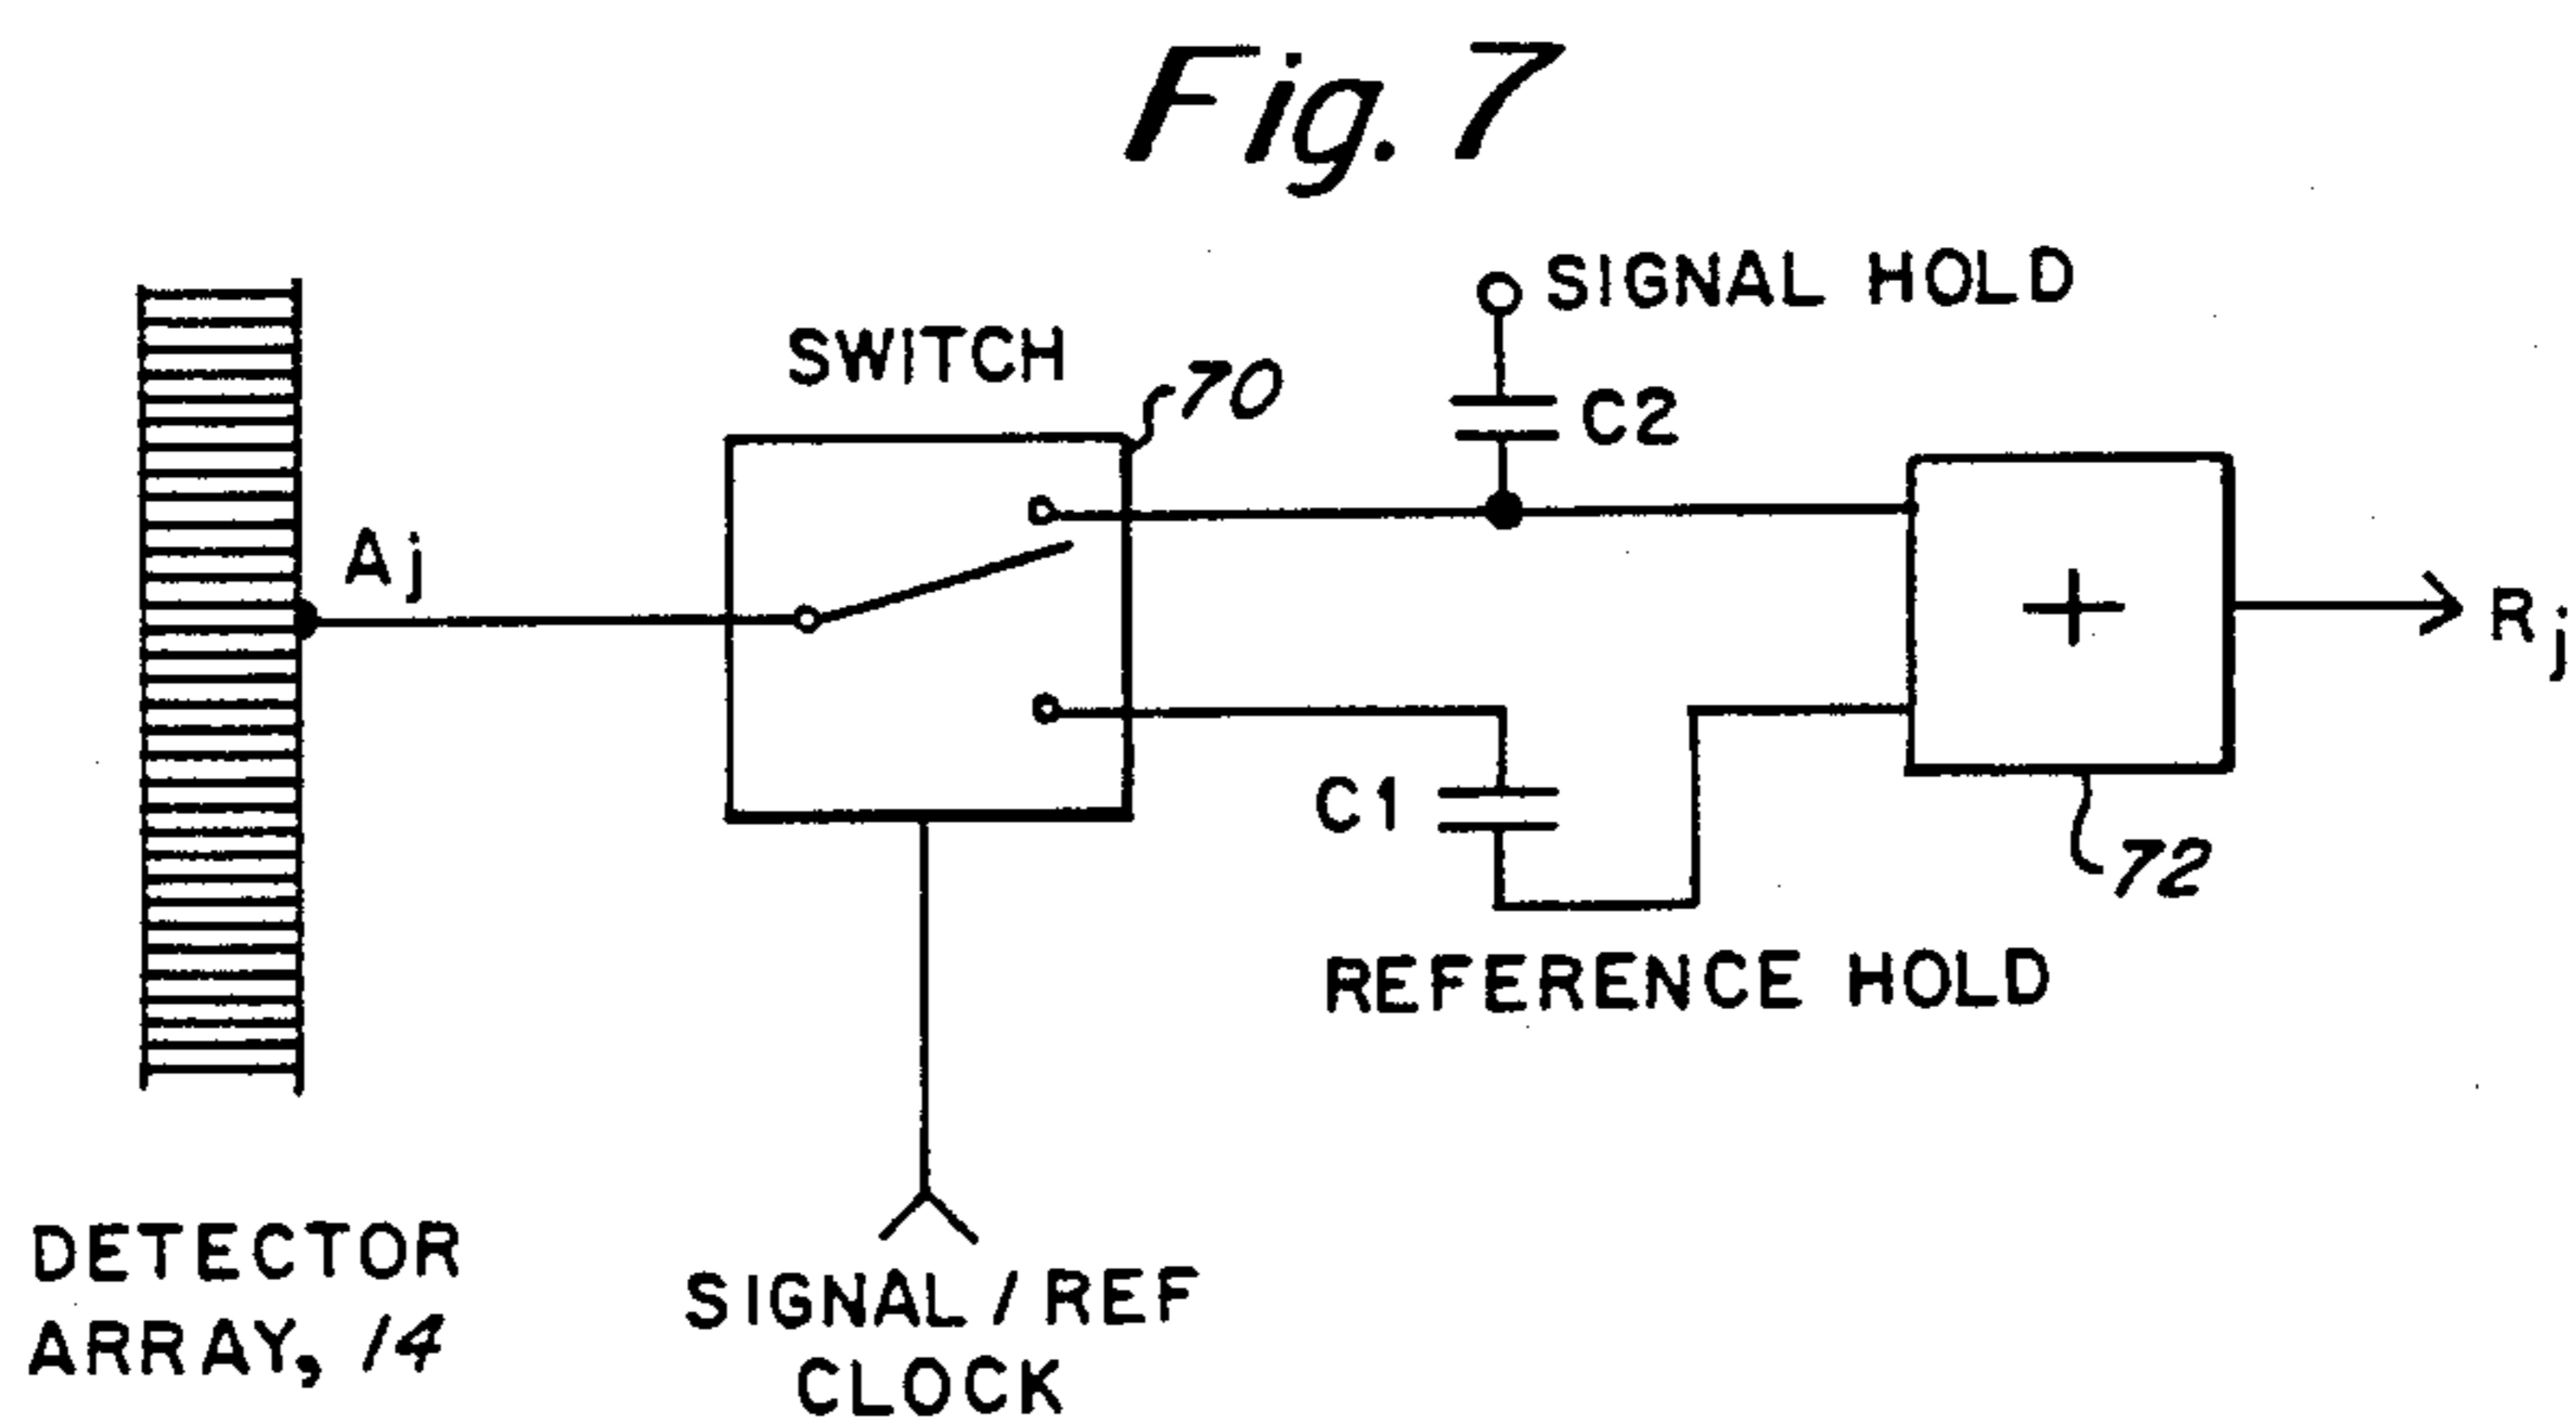 Fig. 7
SIGNAL HOLD
SWITCH
70
C2
Aj
+
Rj
C1
72
REFERENCE HOLD
DETECTOR
ARRAY, 14
SIGNAL / REF
CLOCK